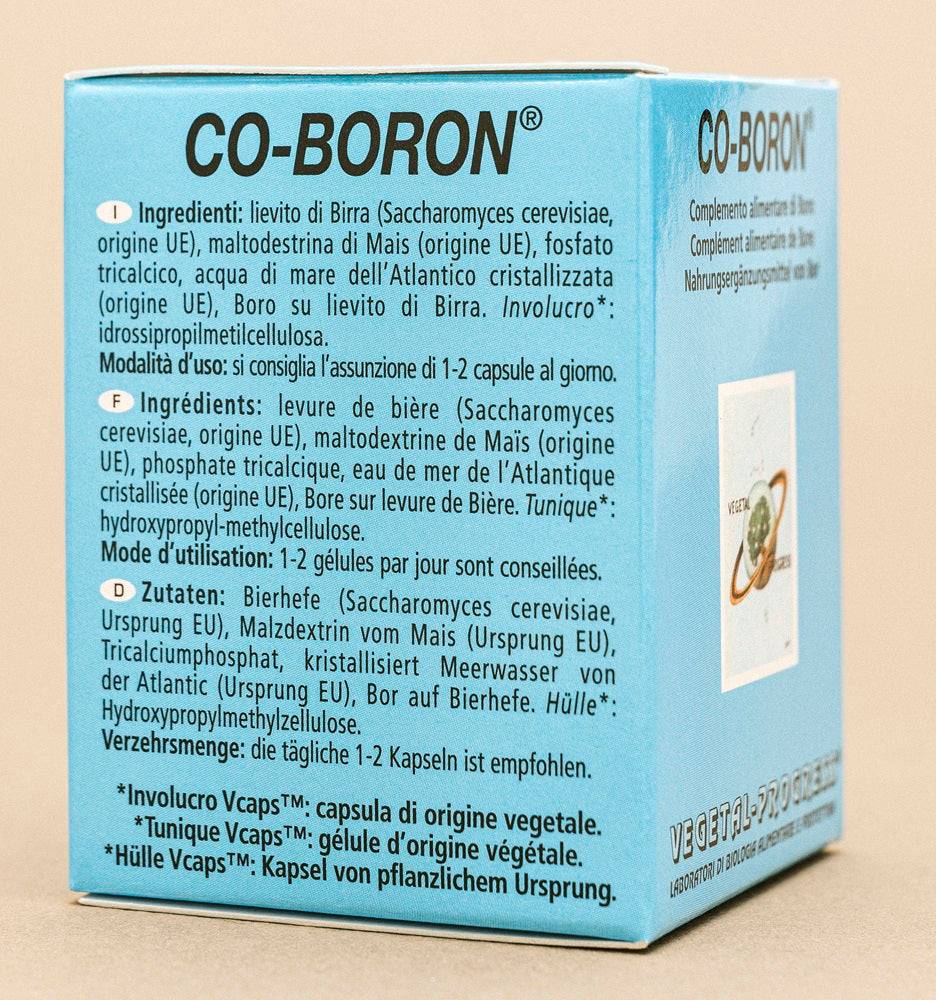 CO-BORON®
I Ingredienti: lievito di Birra (Saccharomyces cerevisiae,
origine UE), maltodestrina di Mais (origine UE), fosfato
tricalcico, acqua di mare dell'Atlantico cristallizzata
(origine UE), Boro su lievito di Birra. Involucro*:
idrossipropilmetilcellulosa.
Modalità d'uso: si consiglia l'assunzione di 1-2 capsule al giorno.
F Ingrédients: levure de bière (Saccharomyces
cerevisiae, origine UE), maltodextrine de Maïs (origine
UE), phosphate tricalcique, eau de mer de l'Atlantique
cristallisée (origine UE), Bore sur levure de Bière. Tunique*:
hydroxypropyl-methylcellulose.
Mode d'utilisation: 1-2 gélules par jour sont conseillées.
D Zutaten: Bierhefe (Saccharomyces cerevisiae,
Ursprung EU), Malzdextrin vom Mais (Ursprung EU),
Tricalciumphosphat, kristallisiert Meerwasser von
der Atlantic (Ursprung EU), Bor auf Bierhefe. Hülle*:
Hydroxypropylmethylzellulose.
Verzehrsmenge: die tägliche 1-2 Kapseln ist empfohlen.
*Involucro Vcaps™: capsula di origine vegetale.
*Tunique Vcaps™: gélule d'origine végétale.
*Hülle Vcaps™: Kapsel von pflanzlichem Ursprung.
CO-BORON®
Complemento alimentare di Boro
Complément alimentaire de Bore
Nahrungsergänzungsmittel von Bor
VEGETAL
PROGRESS
VEGETAL-PROGRESS
LABORATORI DI BIOLOGIA ALIMENTARE E